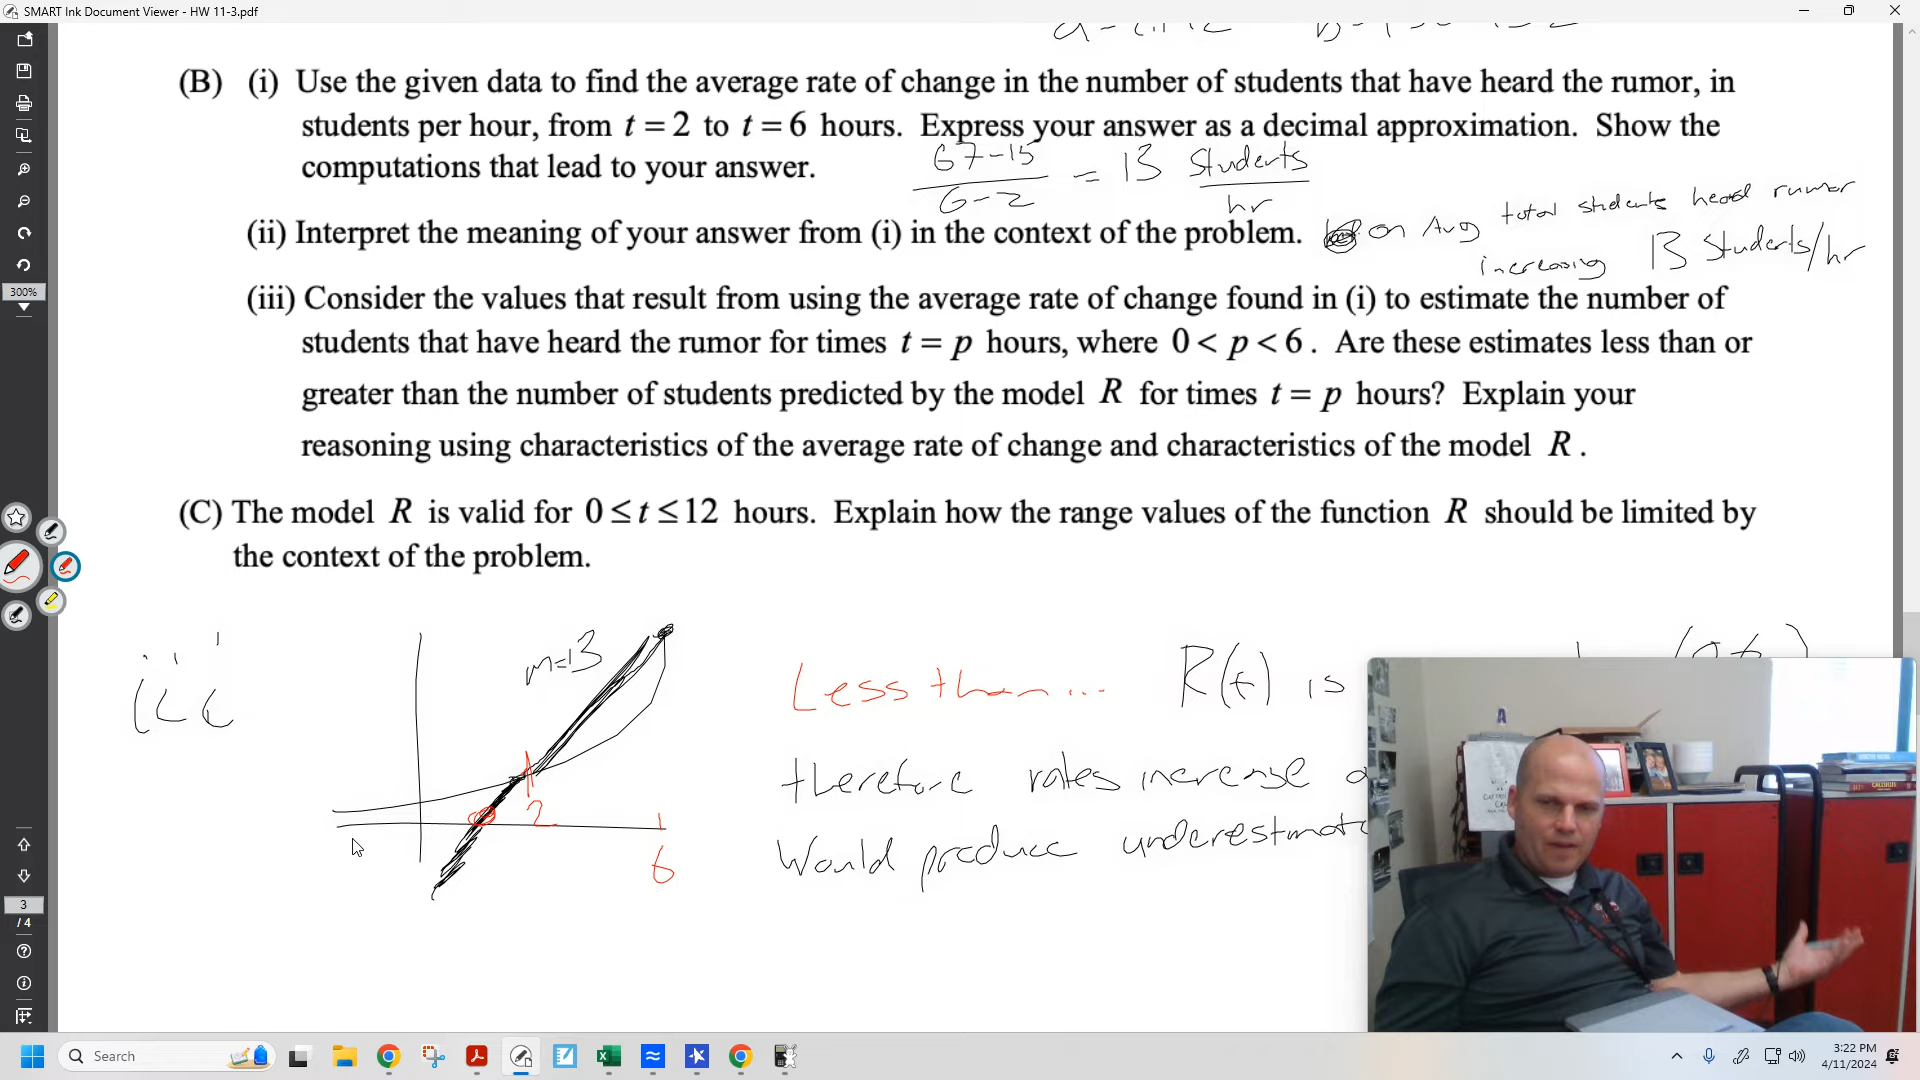 SMART Ink Document Viewer - HW 11-3.pdf
(B) (i) Use the given data to find the average rate of change in the number of students that have heard the rumor, in
students per hour, from t = 2 to t = 6 hours. Express your answer as a decimal approximation. Show the
computations that lead to your answer.
67-15
6-2
= 13 students
hr
(ii) Interpret the meaning of your answer from (i) in the context of the problem.
on Avg total students heard rumor
increasing 13 students/hr
(iii) Consider the values that result from using the average rate of change found in (i) to estimate the number of
students that have heard the rumor for times t = p hours, where 0 < p < 6. Are these estimates less than or
greater than the number of students predicted by the model R for times t = p hours? Explain your
reasoning using characteristics of the average rate of change and characteristics of the model R.
(C) The model R is valid for 0 ≤ t ≤ 12 hours. Explain how the range values of the function R should be limited by
the context of the problem.
iii
m=13
2
6
Less than... R(t) is
therefore rates increase
Would produce underestimat
300%
3
/ 4
Search
3:22 PM
4/11/2024